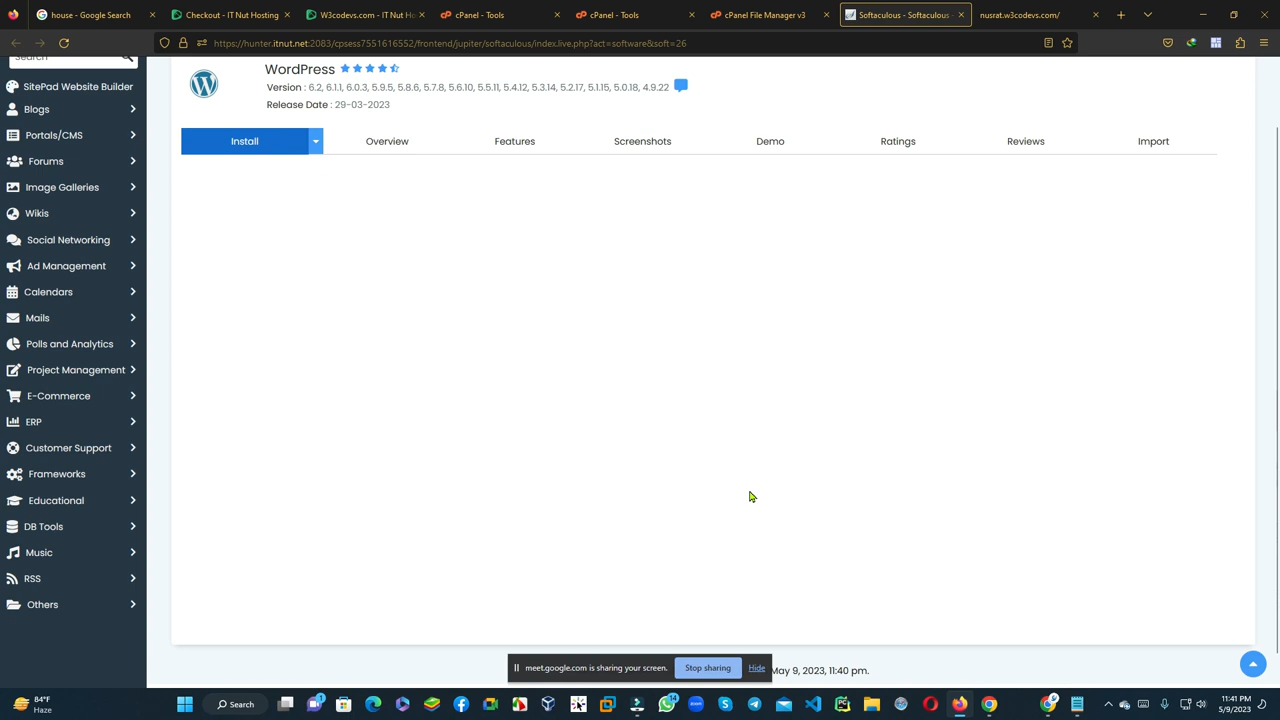 house - Google Search
Checkout - IT Nut Hosting
W3codevs.com - IT Nut Ho
cPanel - Tools
cPanel - Tools
cPanel File Manager v3
Softaculous - Softaculous -
nusrat.w3codevs.com/
https://hunter.itnut.net:2083/cpsess7551616552/frontend/jupiter/softaculous/index.live.php?act=software&soft=26
Search
SitePad Website Builder
Blogs
Portals/CMS
Forums
Image Galleries
Wikis
Social Networking
Ad Management
Calendars
Mails
Polls and Analytics
Project Management
E-Commerce
ERP
Customer Support
Frameworks
Educational
DB Tools
Music
RSS
Others
WordPress
Version : 6.2, 6.1.1, 6.0.3, 5.9.5, 5.8.6, 5.7.8, 5.6.10, 5.5.11, 5.4.12, 5.3.14, 5.2.17, 5.1.15, 5.0.18, 4.9.22
Release Date : 29-03-2023
Install
Overview
Features
Screenshots
Demo
Ratings
Reviews
Import
meet.google.com is sharing your screen.
Stop sharing
Hide
May 9, 2023, 11:40 pm.
84°F
Haze
Search
14
zoom
11:41 PM
5/9/2023